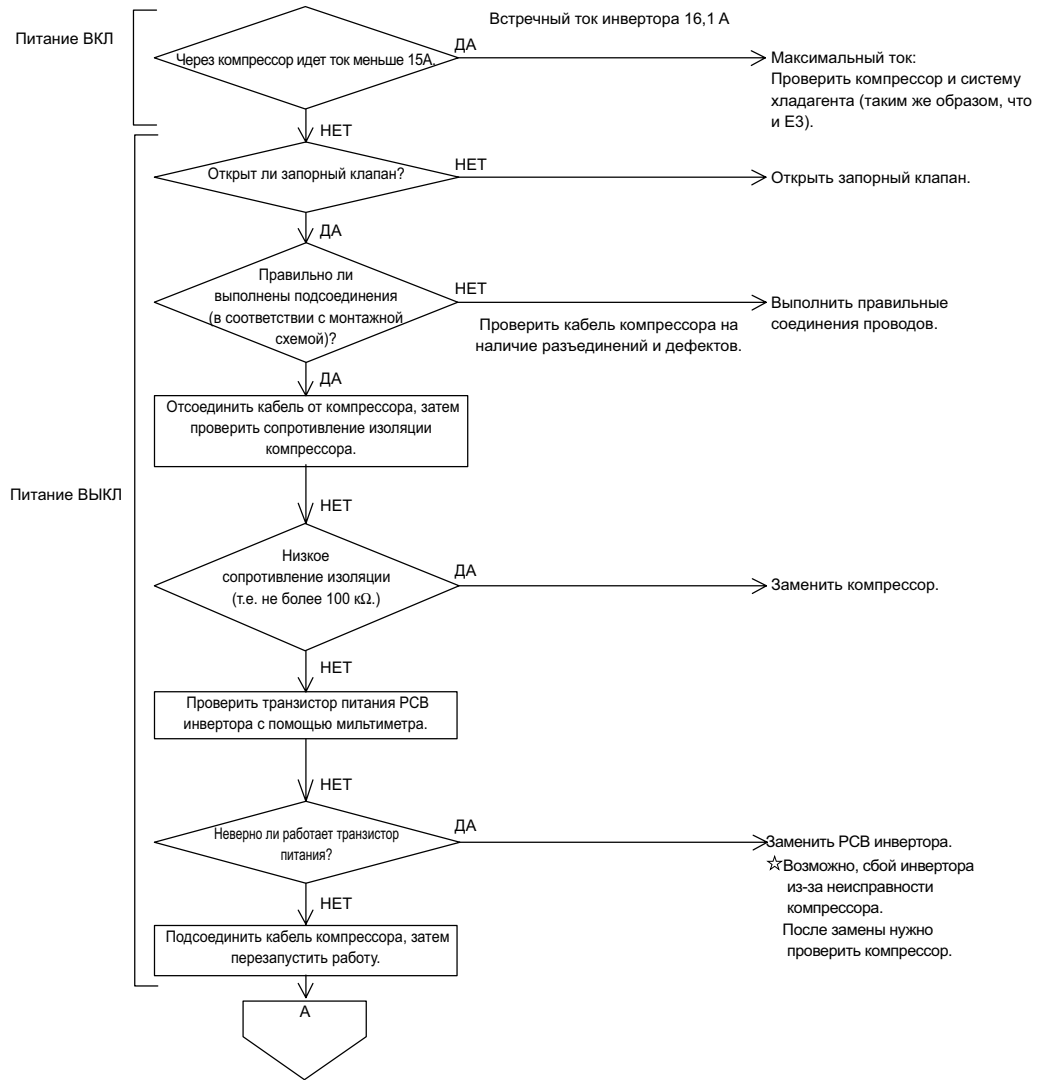 Встречный ток инвертора 16,1 А
Питание ВКЛ
Через компрессор идет ток меньше 15А.
ДА
Максимальный ток:
Проверить компрессор и систему
хладагента (таким же образом, что
и Е3).
НЕТ
Открыт ли запорный клапан?
НЕТ
Открыть запорный клапан.
ДА
Правильно ли
выполнены подсоединения
(в соответствии с монтажной
схемой)?
НЕТ
Проверить кабель компрессора на
наличие разъединений и дефектов.
Выполнить правильные
соединения проводов.
ДА
Отсоединить кабель от компрессора, затем
проверить сопротивление изоляции
компрессора.
Питание ВЫКЛ
НЕТ
Низкое
сопротивление изоляции
(т.е. не более 100 кΩ.)
ДА
Заменить компрессор.
НЕТ
Проверить транзистор питания PCB
инвертора с помощью мильтиметра.
НЕТ
Неверно ли работает транзистор
питания?
ДА
Заменить PCB инвертора.
☆Возможно, сбой инвертора
из-за неисправности
компрессора.
После замены нужно
проверить компрессор.
НЕТ
Подсоединить кабель компрессора, затем
перезапустить работу.
А